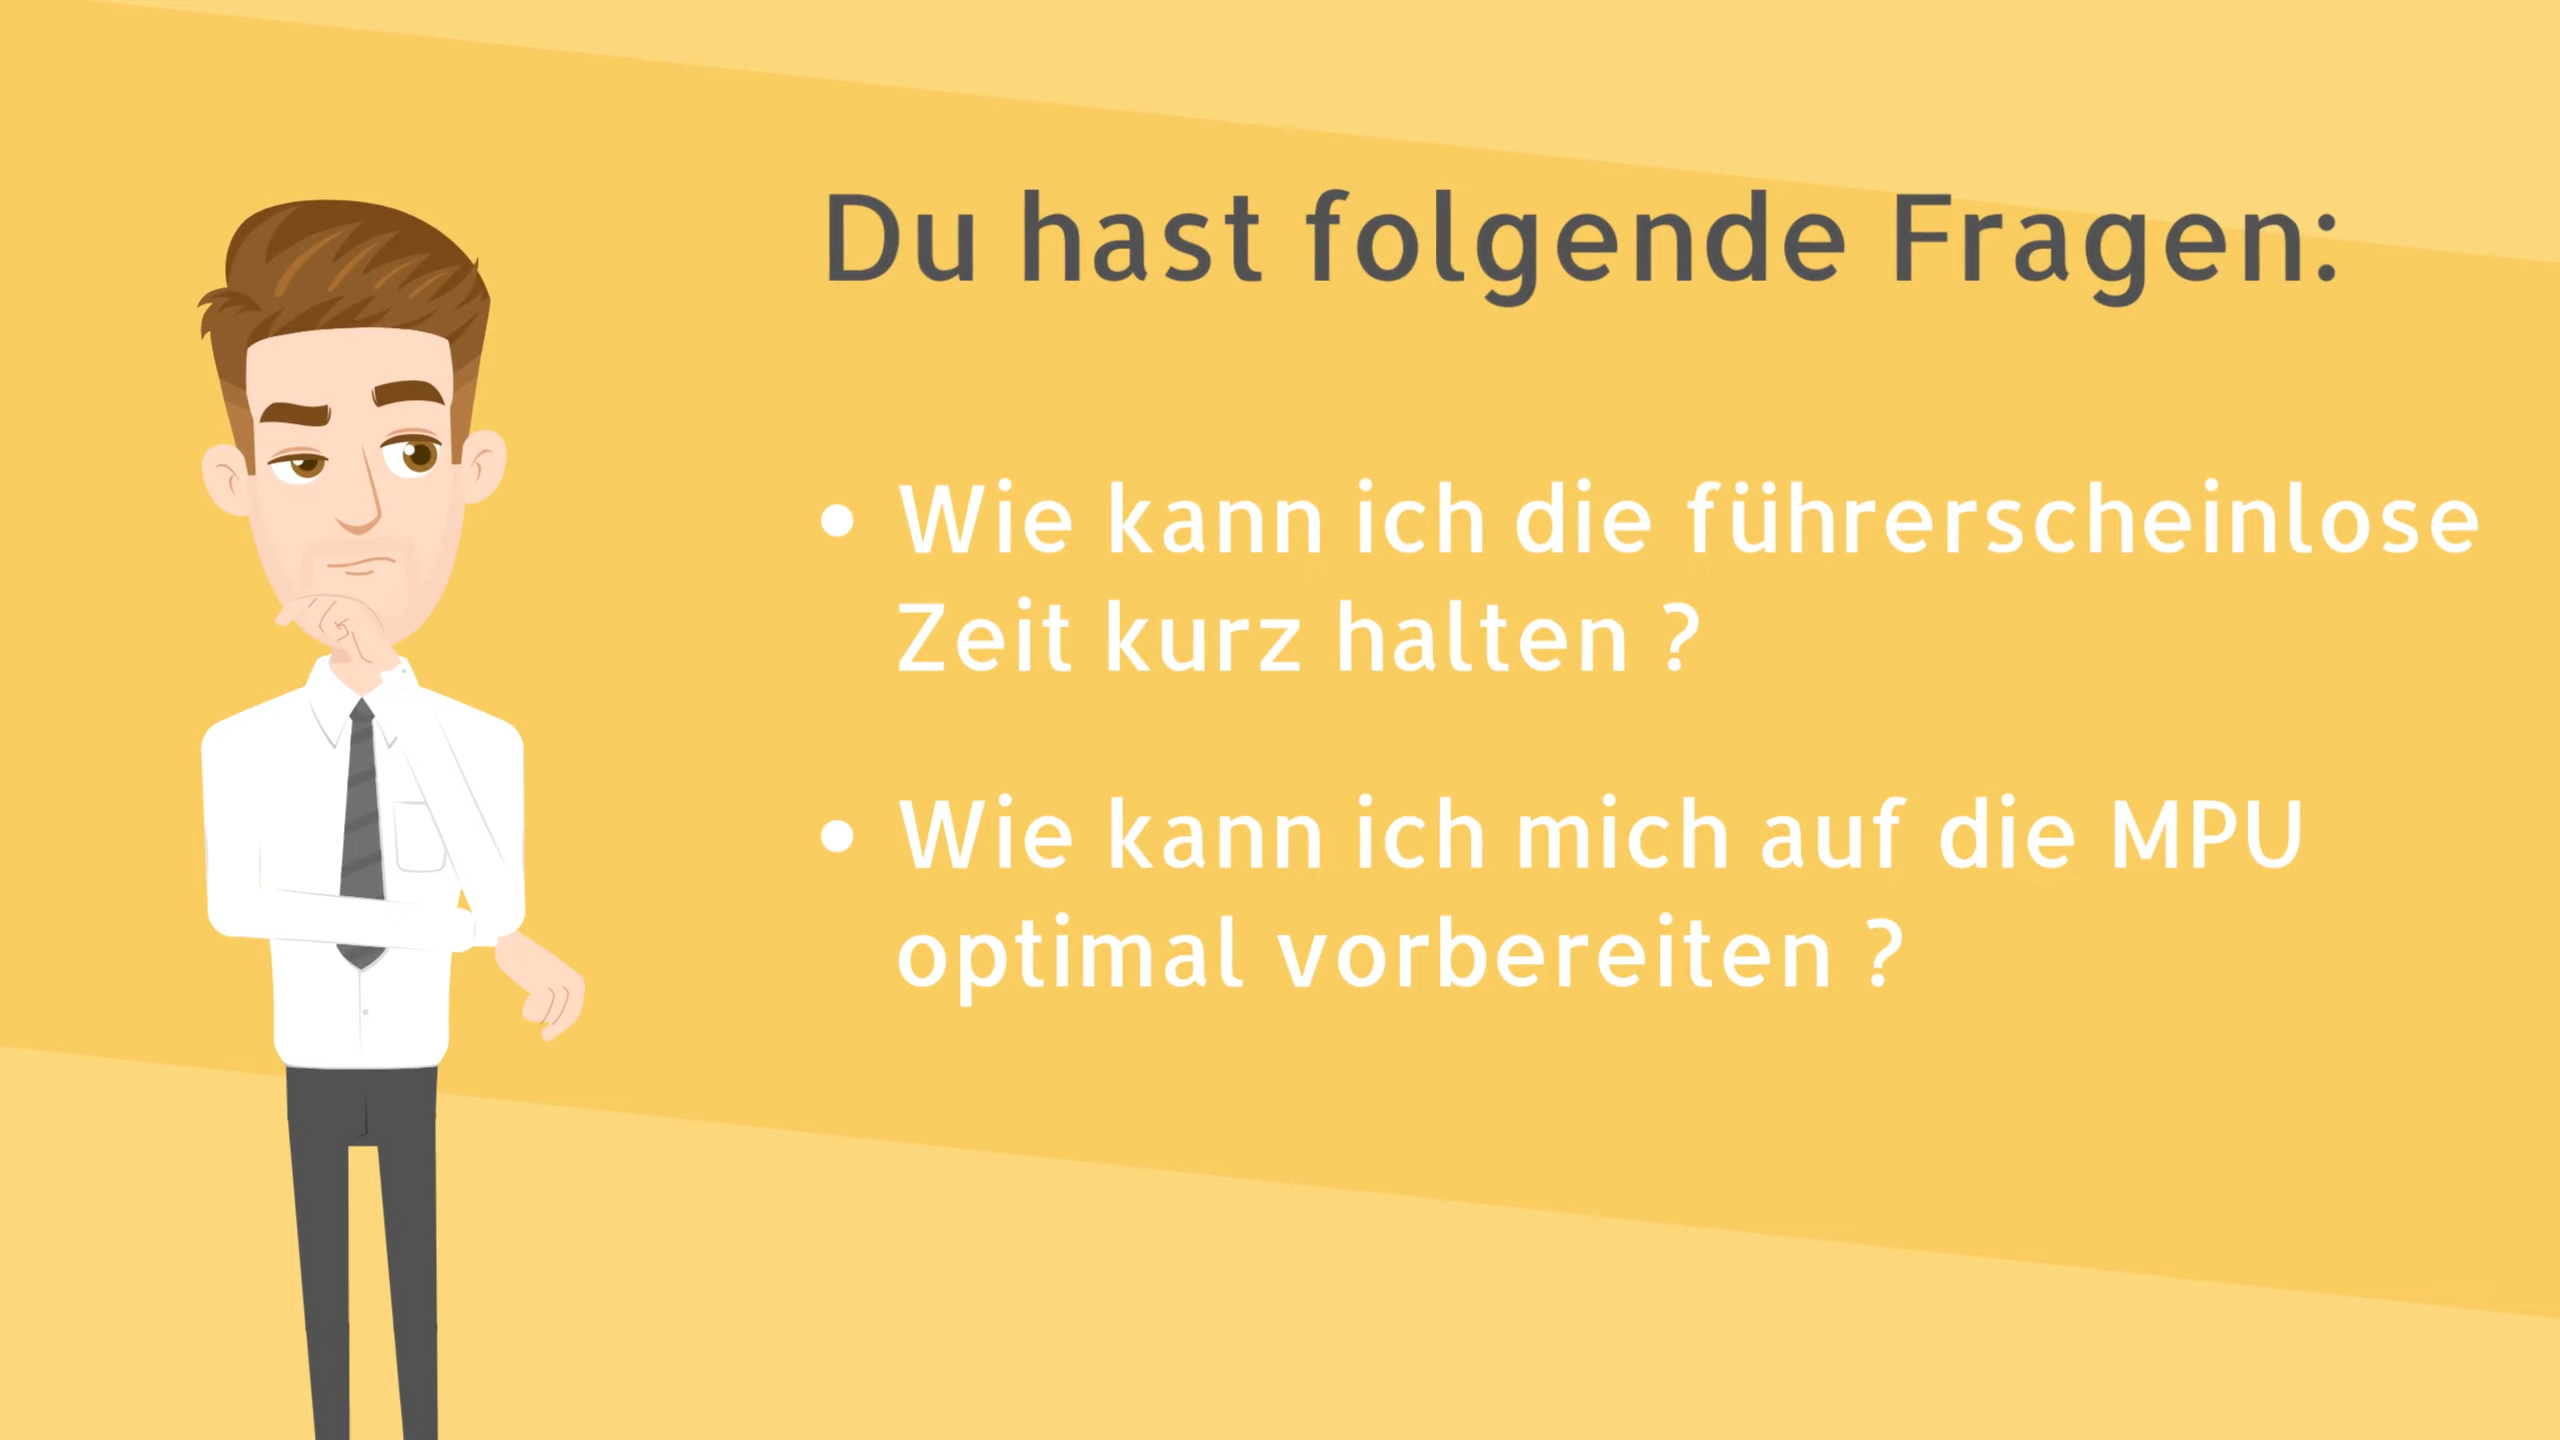 Du hast folgende Fragen:
• Wie kann ich die führerscheinlose
Zeit kurz halten ?
• Wie kann ich mich auf die MPU
optimal vorbereiten ?